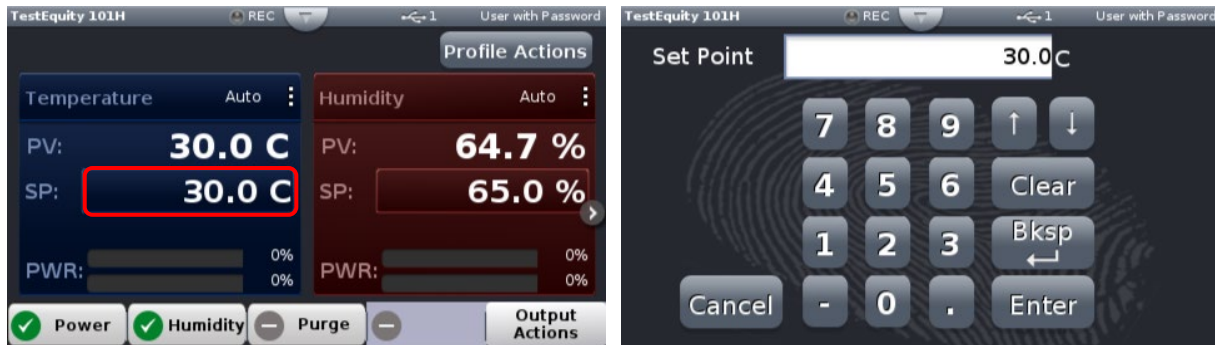 TestEquity 101H REC 1 User with Password
Profile Actions
Temperature Auto Humidity Auto
PV: 30.0 C PV: 64.7 %
SP: 30.0 C SP: 65.0 %
0% 0%
PWR: PWR:
0% 0%
Power Humidity Purge Output
Actions
TestEquity 101H REC 1 User with Password
Set Point 30.0 C
7 8 9 ↑ ↓
4 5 6 Clear
1 2 3 Bksp
Cancel - 0 . Enter